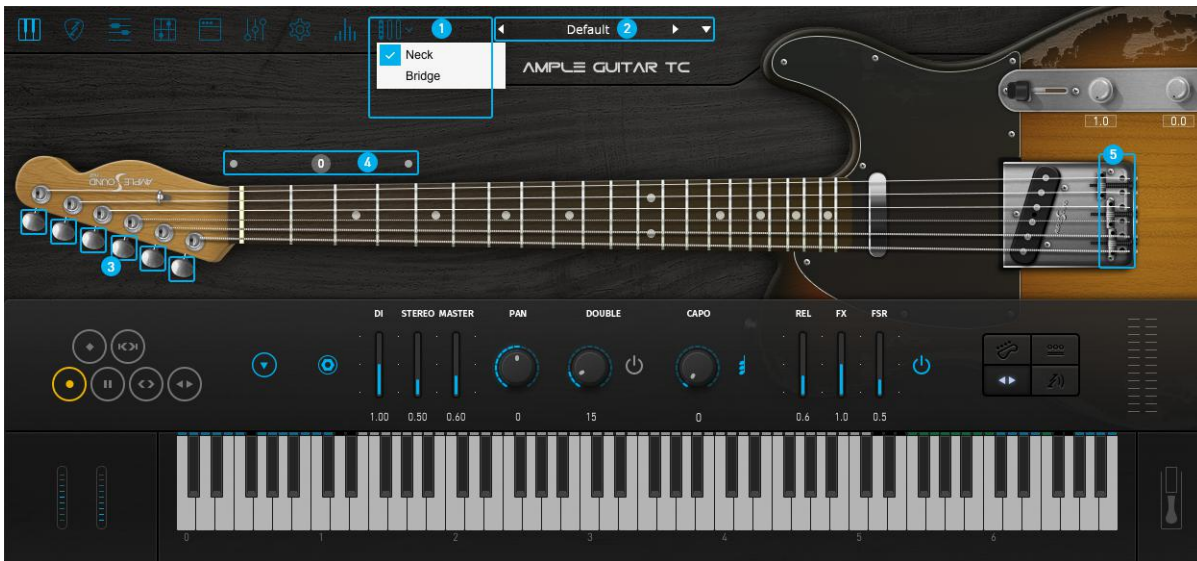 1
Default 2
Neck
Bridge
AMPLE GUITAR TC
1.0 0.0
0 4
5
AMPLE SOUND
3
DI STEREO MASTER PAN DOUBLE CAPO REL FX FSR
1.00 0.50 0.60 0 15 0 0.6 1.0 0.5
0 1 2 3 4 5 6